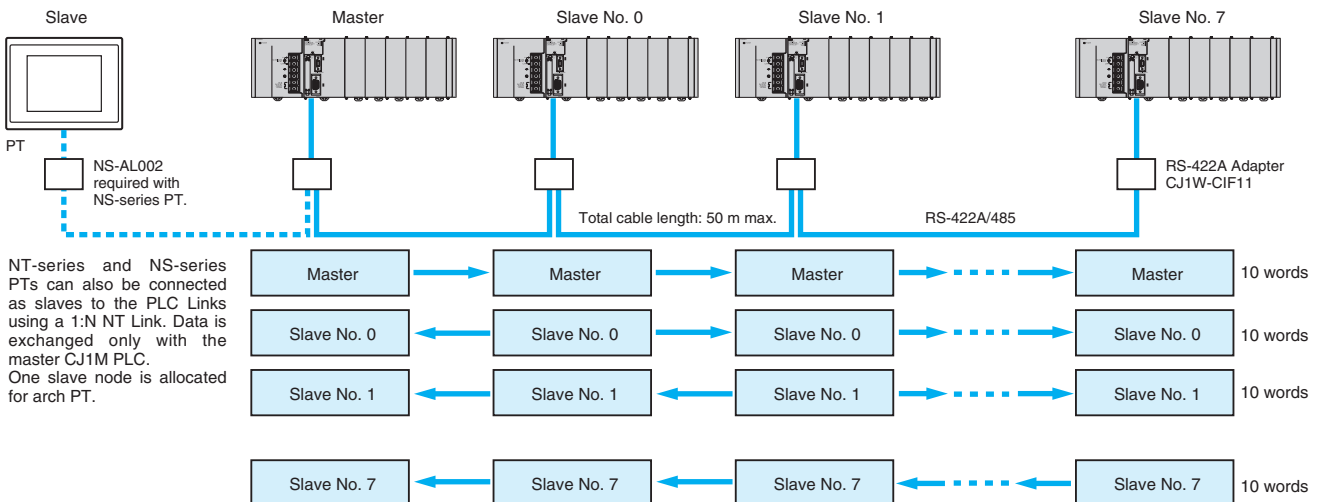 Slave
Master
Slave No. 0
Slave No. 1
Slave No. 7
PT
NS-AL002
required with
NS-series PT.
RS-422A Adapter
CJ1W-CIF11
Total cable length: 50 m max.
RS-422A/485
NT-series and NS-series
PTs can also be connected
as slaves to the PLC Links
using a 1:N NT Link. Data is
exchanged only with the
master CJ1M PLC.
One slave node is allocated
for arch PT.
Master Master Master Master 10 words
Slave No. 0 Slave No. 0 Slave No. 0 Slave No. 0 10 words
Slave No. 1 Slave No. 1 Slave No. 1 Slave No. 1 10 words
Slave No. 7 Slave No. 7 Slave No. 7 Slave No. 7 10 words